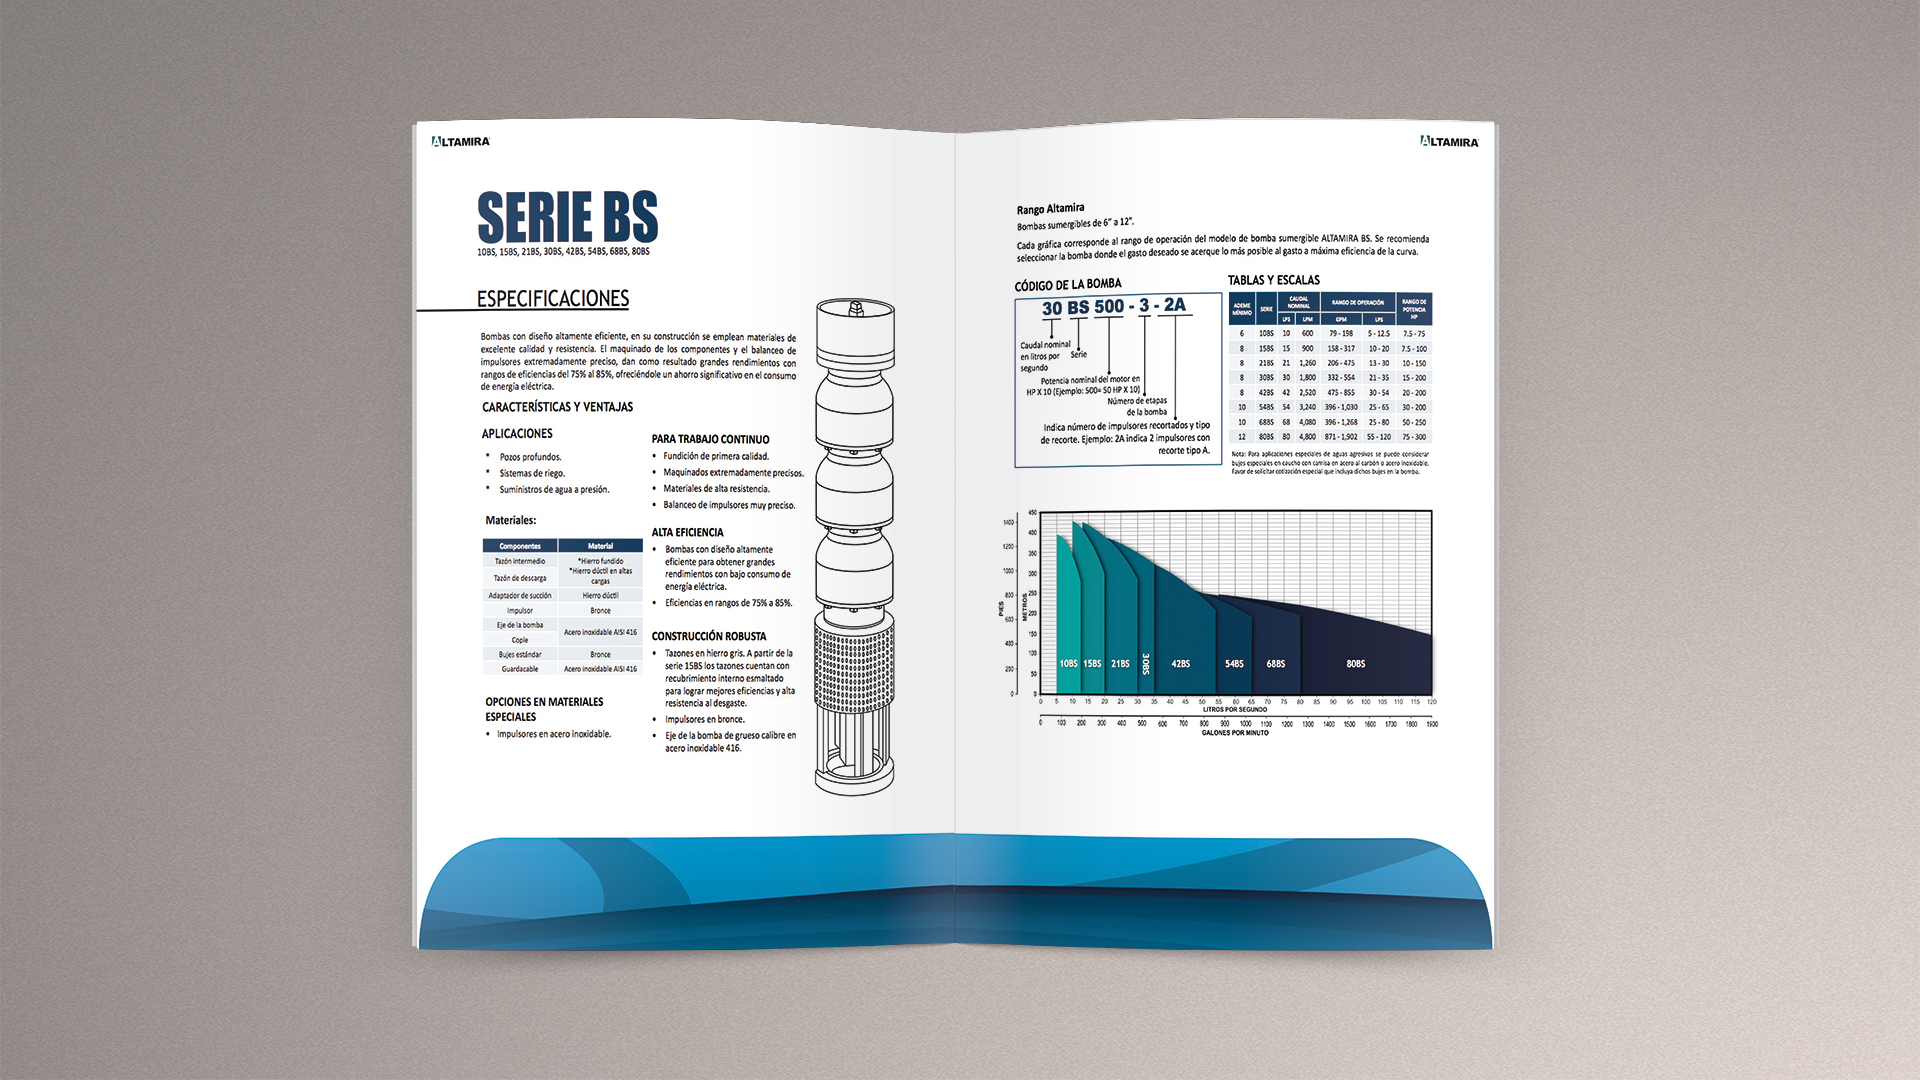 ALTAMIRA
SERIE BS
10BS, 15BS, 21BS, 30BS, 42BS, 54BS, 68BS, 80BS
ESPECIFICACIONES
Bombas con diseño altamente eficiente, en su construcción se emplean materiales de
excelente calidad y resistencia. El maquinado de los componentes y el balanceo de
impulsores extremadamente preciso, dan como resultado grandes rendimientos con
rangos de eficiencias del 75% al 85%, ofreciéndole un ahorro significativo en el consumo
de energía eléctrica.
CARACTERÍSTICAS Y VENTAJAS
APLICACIONES
* Pozos profundos.
* Sistemas de riego.
* Suministros de agua a presión.
Materiales:
Componentes Material
Tazón intermedio *Hierro fundido
Tazón de descarga *Hierro dúctil en altas
cargas
Adaptador de succión Hierro dúctil
Impulsor Bronce
Eje de la bomba Acero inoxidable AISI 416
Cople
Bujes estándar Bronce
Guardacable Acero inoxidable AISI 416
OPCIONES EN MATERIALES
ESPECIALES
• Impulsores en acero inoxidable.
PARA TRABAJO CONTINUO
• Fundición de primera calidad.
• Maquinados extremadamente precisos.
• Materiales de alta resistencia.
• Balanceo de impulsores muy preciso.
ALTA EFICIENCIA
• Bombas con diseño altamente
eficiente para obtener grandes
rendimientos con bajo consumo de
energía eléctrica.
• Eficiencias en rangos de 75% a 85%.
CONSTRUCCIÓN ROBUSTA
• Tazones en hierro gris. A partir de la
serie 15BS los tazones cuentan con
recubrimiento interno esmaltado
para lograr mejores eficiencias y alta
resistencia al desgaste.
• Impulsores en bronce.
• Eje de la bomba de grueso calibre en
acero inoxidable 416.
ALTAMIRA
Rango Altamira
Bombas sumergibles de 6" a 12".
Cada gráfica corresponde al rango de operación del modelo de bomba sumergible ALTAMIRA BS. Se recomienda
seleccionar la bomba donde el gasto deseado se acerque lo más posible al gasto a máxima eficiencia de la curva.
CÓDIGO DE LA BOMBA
30 BS 500 - 3 - 2A
Caudal nominal
en litros por
segundo
Serie
Potencia nominal del motor en
HP X 10 (Ejemplo: 500= 50 HP X 10)
Número de etapas
de la bomba
Indica número de impulsores recortados y tipo
de recorte. Ejemplo: 2A indica 2 impulsores con
recorte tipo A.
TABLAS Y ESCALAS
ADEME MÍNIMO SERIE CAUDAL NOMINAL RANGO DE OPERACIÓN RANGO DE POTENCIA HP
LPS LPM GPM LPS
6 10BS 10 600 79 - 198 5 - 12.5 7.5 - 75
8 15BS 15 900 158 - 317 10 - 20 7.5 - 100
8 21BS 21 1,260 206 - 475 13 - 30 10 - 150
8 30BS 30 1,800 332 - 554 21 - 35 15 - 200
8 42BS 42 2,520 475 - 855 30 - 54 20 - 200
10 54BS 54 3,240 396 - 1,030 25 - 65 30 - 200
10 68BS 68 4,080 396 - 1,268 25 - 80 50 - 250
12 80BS 80 4,800 871 - 1,902 55 - 120 75 - 300
Nota: Para aplicaciones especiales de aguas agresivas se puede considerar
bujes especiales en caucho con camisa en acero al carbón o acero inoxidable.
Favor de solicitar cotización especial que incluya dichos bujes en la bomba.
PIES
1400
1200
1000
800
600
400
200
0
METROS
450
400
350
300
250
200
150
100
50
0
10BS 15BS 21BS 30BS 42BS 54BS 68BS 80BS
0 5 10 15 20 25 30 35 40 45 50 55 60 65 70 75 80 85 90 95 100 105 110 115 120
LITROS POR SEGUNDO
0 100 200 300 400 500 600 700 800 900 1000 1100 1200 1300 1400 1500 1600 1700 1800 1900
GALONES POR MINUTO